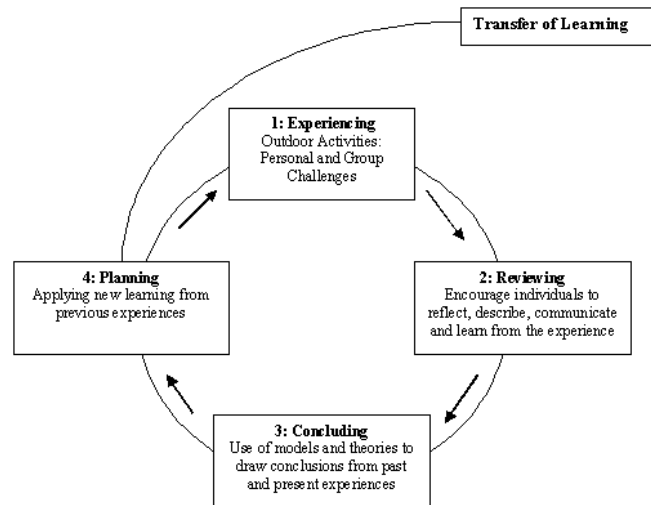 Transfer of Learning
1: Experiencing
Outdoor Activities:
Personal and Group
Challenges
4: Planning
Applying new learning from
previous experiences
2: Reviewing
Encourage individuals to
reflect, describe, communicate
and learn from the experience
3: Concluding
Use of models and theories to
draw conclusions from past
and present experiences